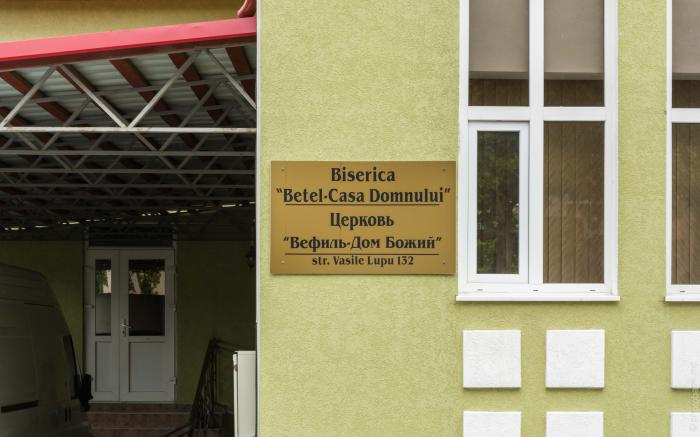 Biserica
"Betel-Casa Domnului"
Церковь
"Вефиль-Дом Божий"
str. Vasile Lupu 132